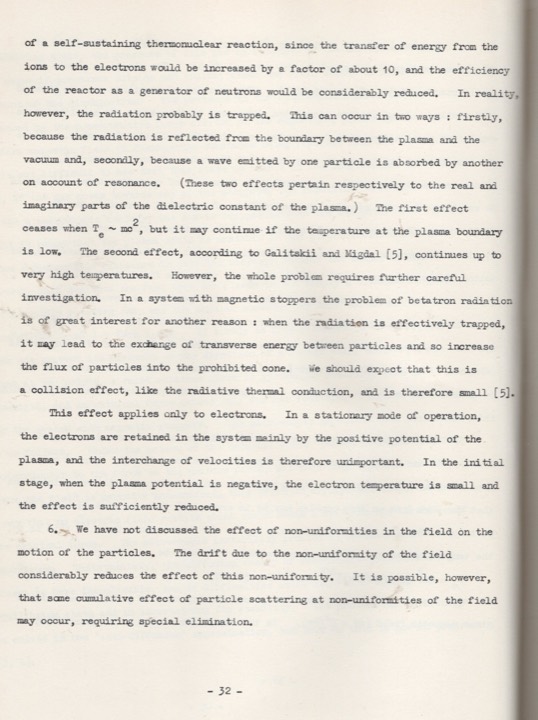 of a self-sustaining thermonuclear reaction, since the transfer of energy from the
ions to the electrons would be increased by a factor of about 10, and the efficiency
of the reactor as a generator of neutrons would be considerably reduced. In reality,
however, the radiation probably is trapped. This can occur in two ways : firstly,
because the radiation is reflected from the boundary between the plasma and the
vacuum and, secondly, because a wave emitted by one particle is absorbed by another
on account of resonance. (These two effects pertain respectively to the real and
imaginary parts of the dielectric constant of the plasma.) The first effect
ceases when Te ~ mc², but it may continue if the temperature at the plasma boundary
is low. The second effect, according to Galitskii and Migdal [5], continues up to
very high temperatures. However, the whole problem requires further careful
investigation. In a system with magnetic stoppers the problem of betatron radiation
is of great interest for another reason : when the radiation is effectively trapped,
it may lead to the exchange of transverse energy between particles and so increase
the flux of particles into the prohibited cone. We should expect that this is
a collision effect, like the radiative thermal conduction, and is therefore small [5].
This effect applies only to electrons. In a stationary mode of operation,
the electrons are retained in the system mainly by the positive potential of the
plasma, and the interchange of velocities is therefore unimportant. In the initial
stage, when the plasma potential is negative, the electron temperature is small and
the effect is sufficiently reduced.
6. We have not discussed the effect of non-uniformities in the field on the
motion of the particles. The drift due to the non-uniformity of the field
considerably reduces the effect of this non-uniformity. It is possible, however,
that some cumulative effect of particle scattering at non-uniformities of the field
may occur, requiring special elimination.
- 32 -